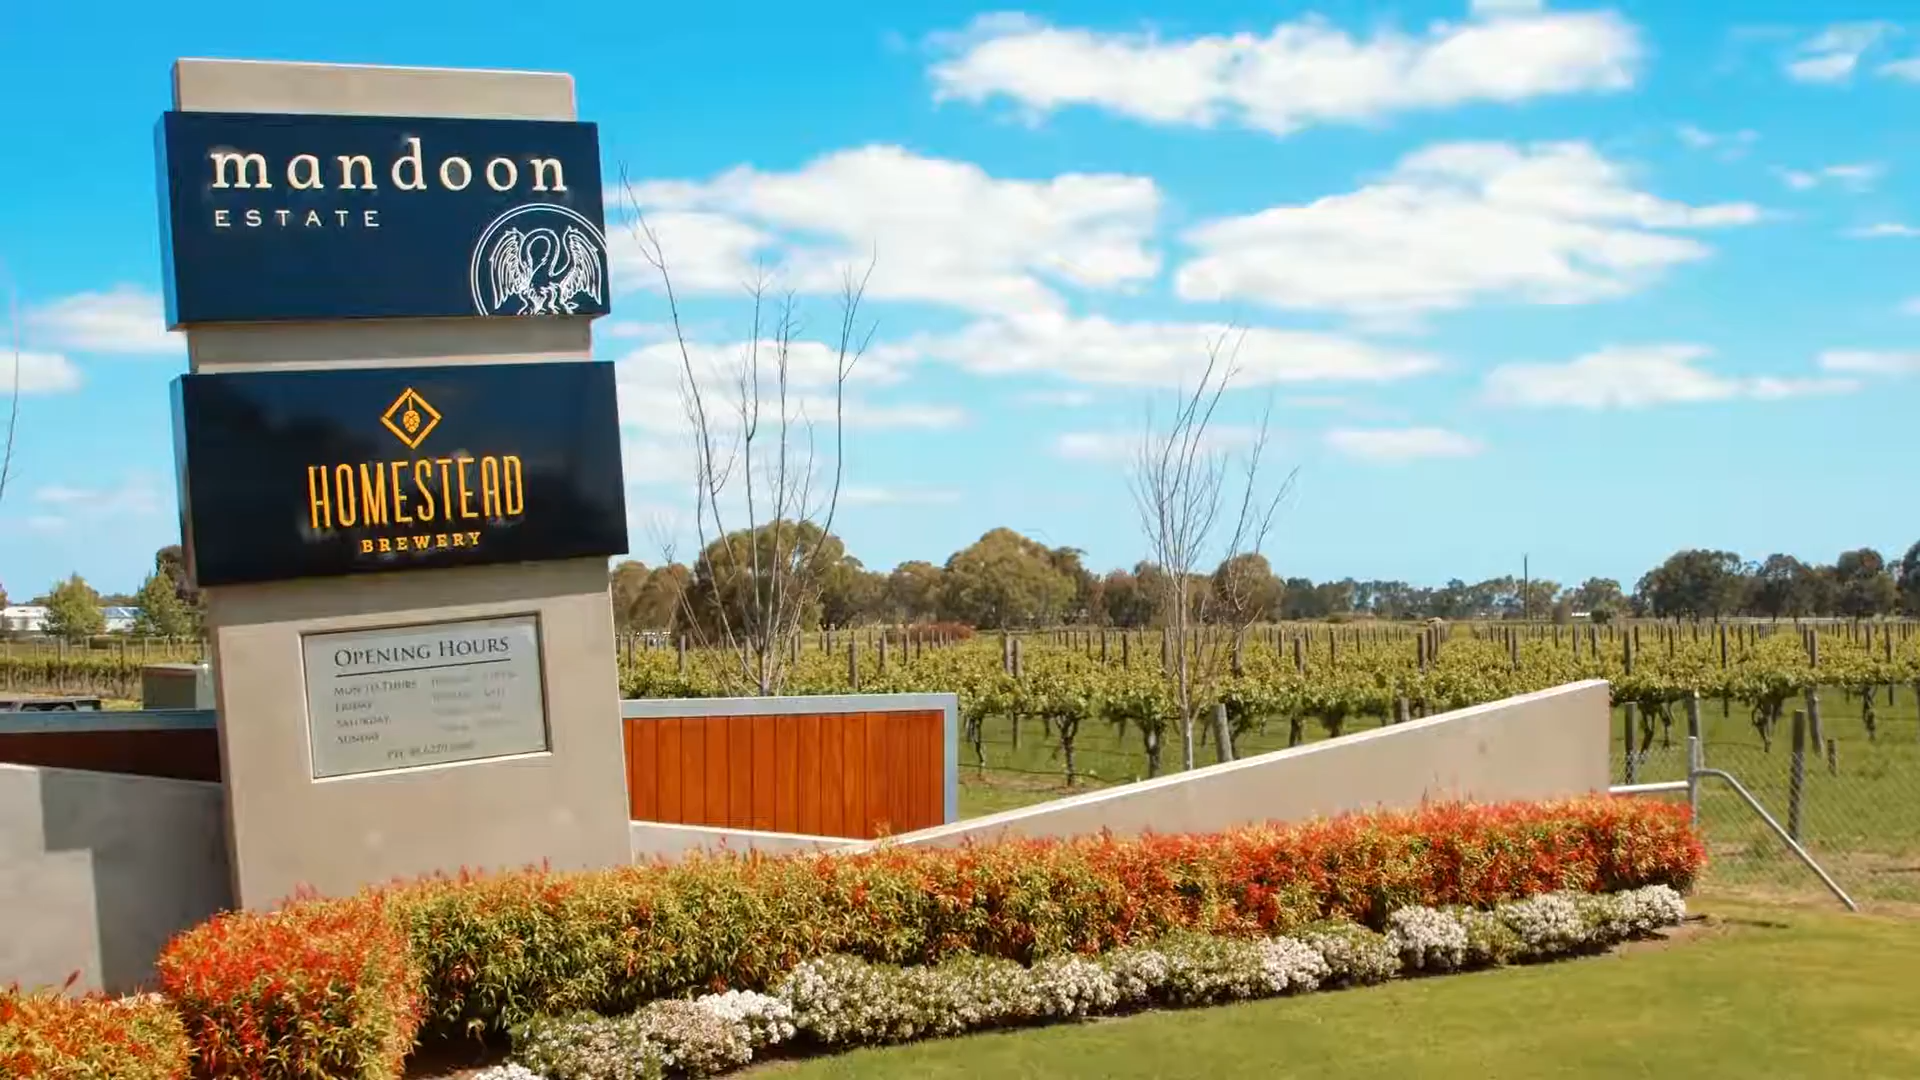 mandoon
ESTATE
HOMESTEAD
BREWERY
OPENING HOURS
MON TO THURS
FRIDAY
SATURDAY
SUNDAY